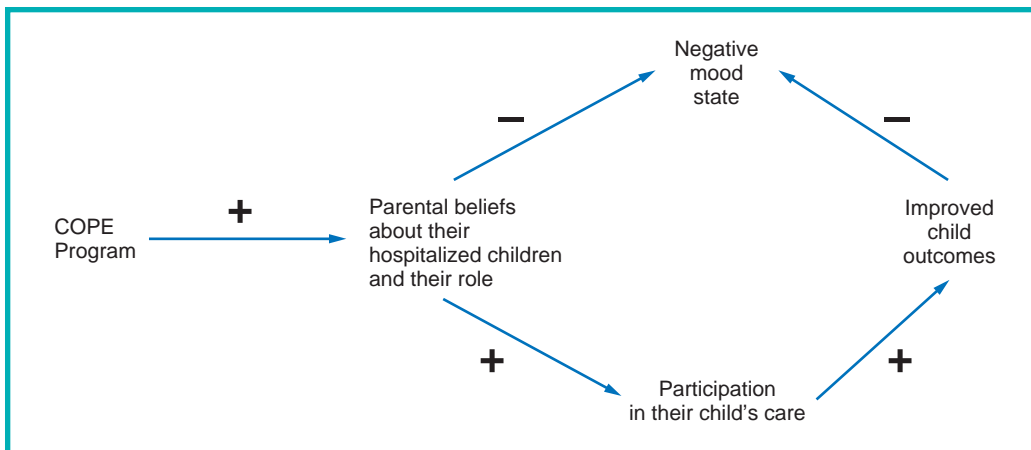 Negative
mood
state
−
−
+
COPE
Program
Parental beliefs
about their
hospitalized children
and their role
Improved
child
outcomes
+
+
Participation
in their child's care